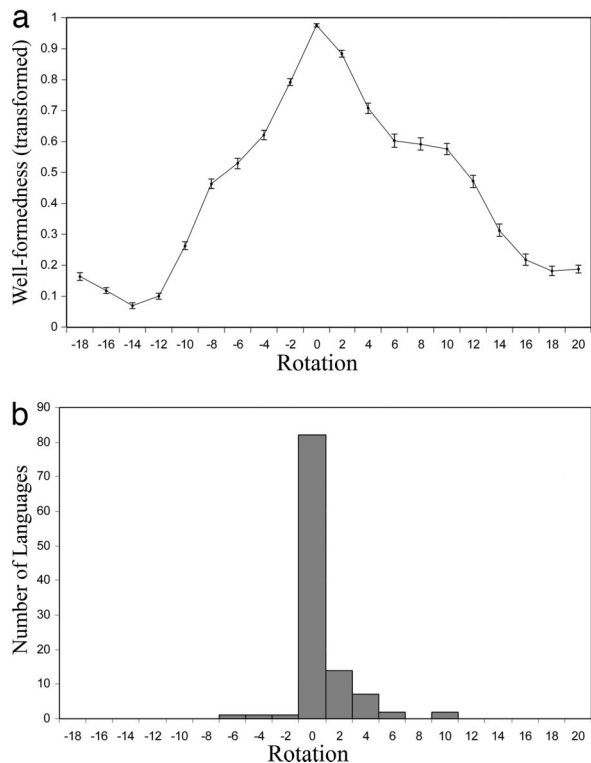 a
Well-formedness (transformed)
1
0.9
0.8
0.7
0.6
0.5
0.4
0.3
0.2
0.1
0
-18 -16 -14 -12 -10 -8 -6 -4 -2 0 2 4 6 8 10 12 14 16 18 20
Rotation
b
Number of Languages
90
80
70
60
50
40
30
20
10
0
-18 -16 -14 -12 -10 -8 -6 -4 -2 0 2 4 6 8 10 12 14 16 18 20
Rotation